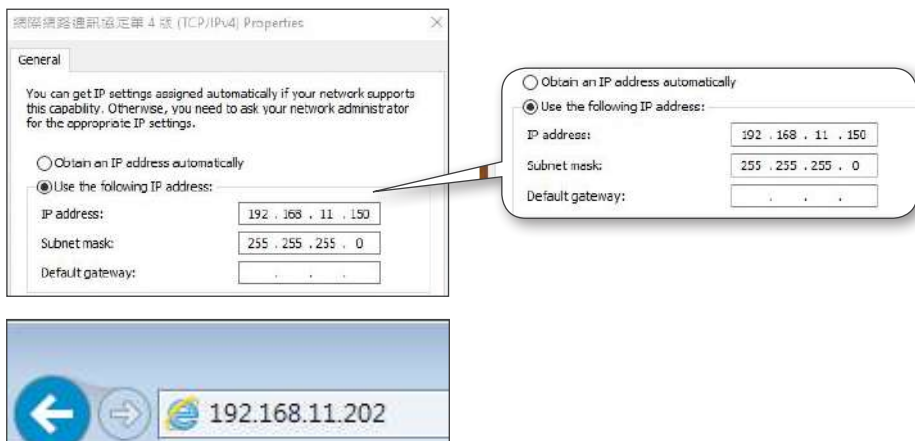 網際網路通訊協定第 4 版 (TCP/IPv4) Properties
General
You can get IP settings assigned automatically if your network supports
this capability. Otherwise, you need to ask your network administrator
for the appropriate IP settings.
Obtain an IP address automatically
Use the following IP address:
IP address: 192 . 168 . 11 . 150
Subnet mask: 255 . 255 . 255 . 0
Default gateway: . . .
Obtain an IP address automatically
Use the following IP address:
IP address: 192 . 168 . 11 . 150
Subnet mask: 255 . 255 . 255 . 0
Default gateway: . . .
192.168.11.202